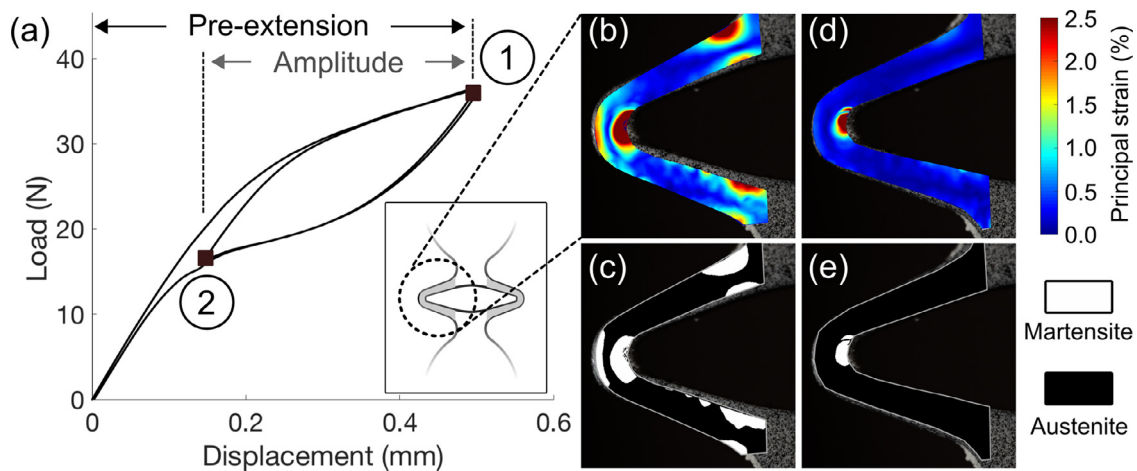 (a)
Pre-extension
Amplitude
1
2
40
30
20
10
0
Load (N)
0
0.2
0.4
0.6
Displacement (mm)
(b)
(d)
(c)
(e)
2.5
2.0
1.5
1.0
0.5
0.0
Principal strain (%)
Martensite
Austenite